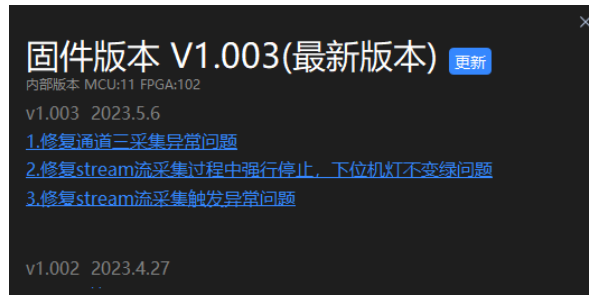 固件版本 V1.003(最新版本) 更新
内部版本 MCU:11 FPGA:102
v1.003 2023.5.6
1.修复通道三采集异常问题
2.修复stream流采集过程中强行停止，下位机灯不变绿问题
3.修复stream流采集触发异常问题
v1.002 2023.4.27